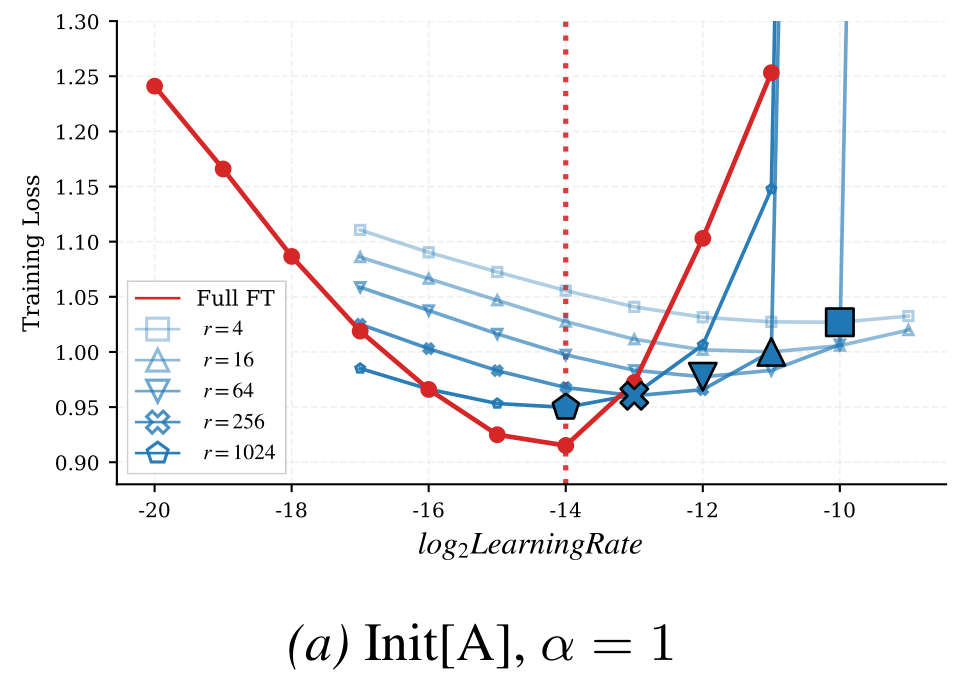 1.30
1.25
1.20
1.15
1.10
1.05
1.00
0.95
0.90
Training Loss
Full FT
r = 4
r = 16
r = 64
r = 256
r = 1024
-20 -18 -16 -14 -12 -10
log₂LearningRate
(a) Init[A], α = 1